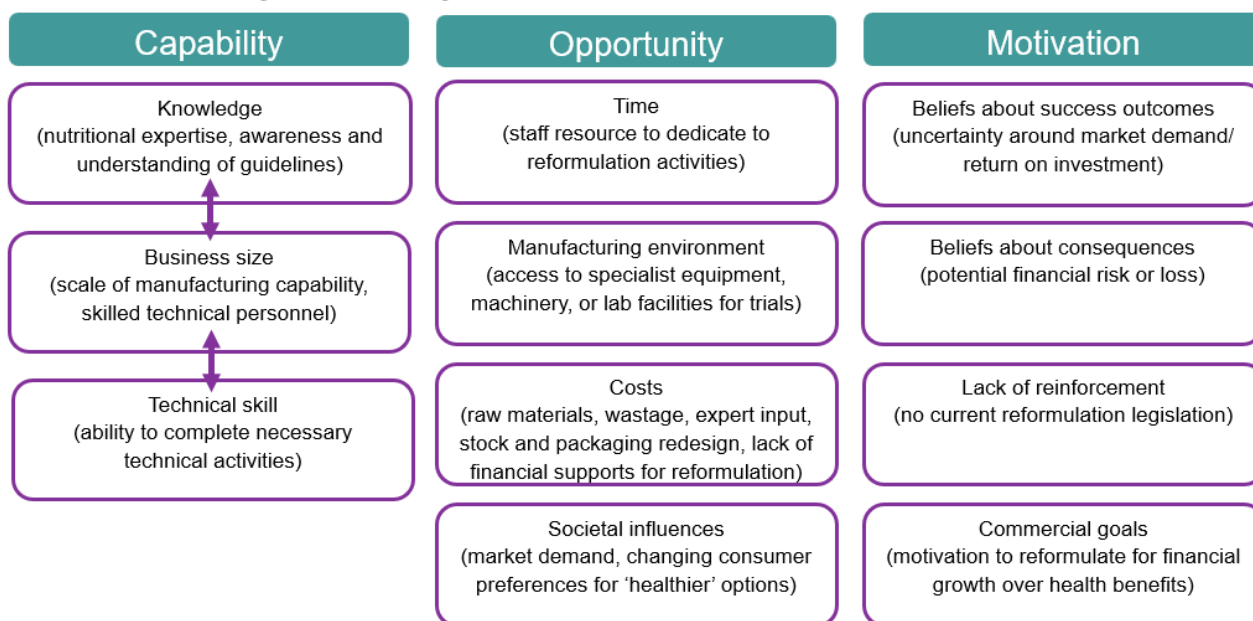 Capability
Knowledge
(nutritional expertise, awareness and
understanding of guidelines)
Business size
(scale of manufacturing capability,
skilled technical personnel)
Technical skill
(ability to complete necessary
technical activities)
Opportunity
Time
(staff resource to dedicate to
reformulation activities)
Manufacturing environment
(access to specialist equipment,
machinery, or lab facilities for trials)
Costs
(raw materials, wastage, expert input,
stock and packaging redesign, lack of
financial supports for reformulation)
Societal influences
(market demand, changing consumer
preferences for ‘healthier’ options)
Motivation
Beliefs about success outcomes
(uncertainty around market demand/
return on investment)
Beliefs about consequences
(potential financial risk or loss)
Lack of reinforcement
(no current reformulation legislation)
Commercial goals
(motivation to reformulate for financial
growth over health benefits)